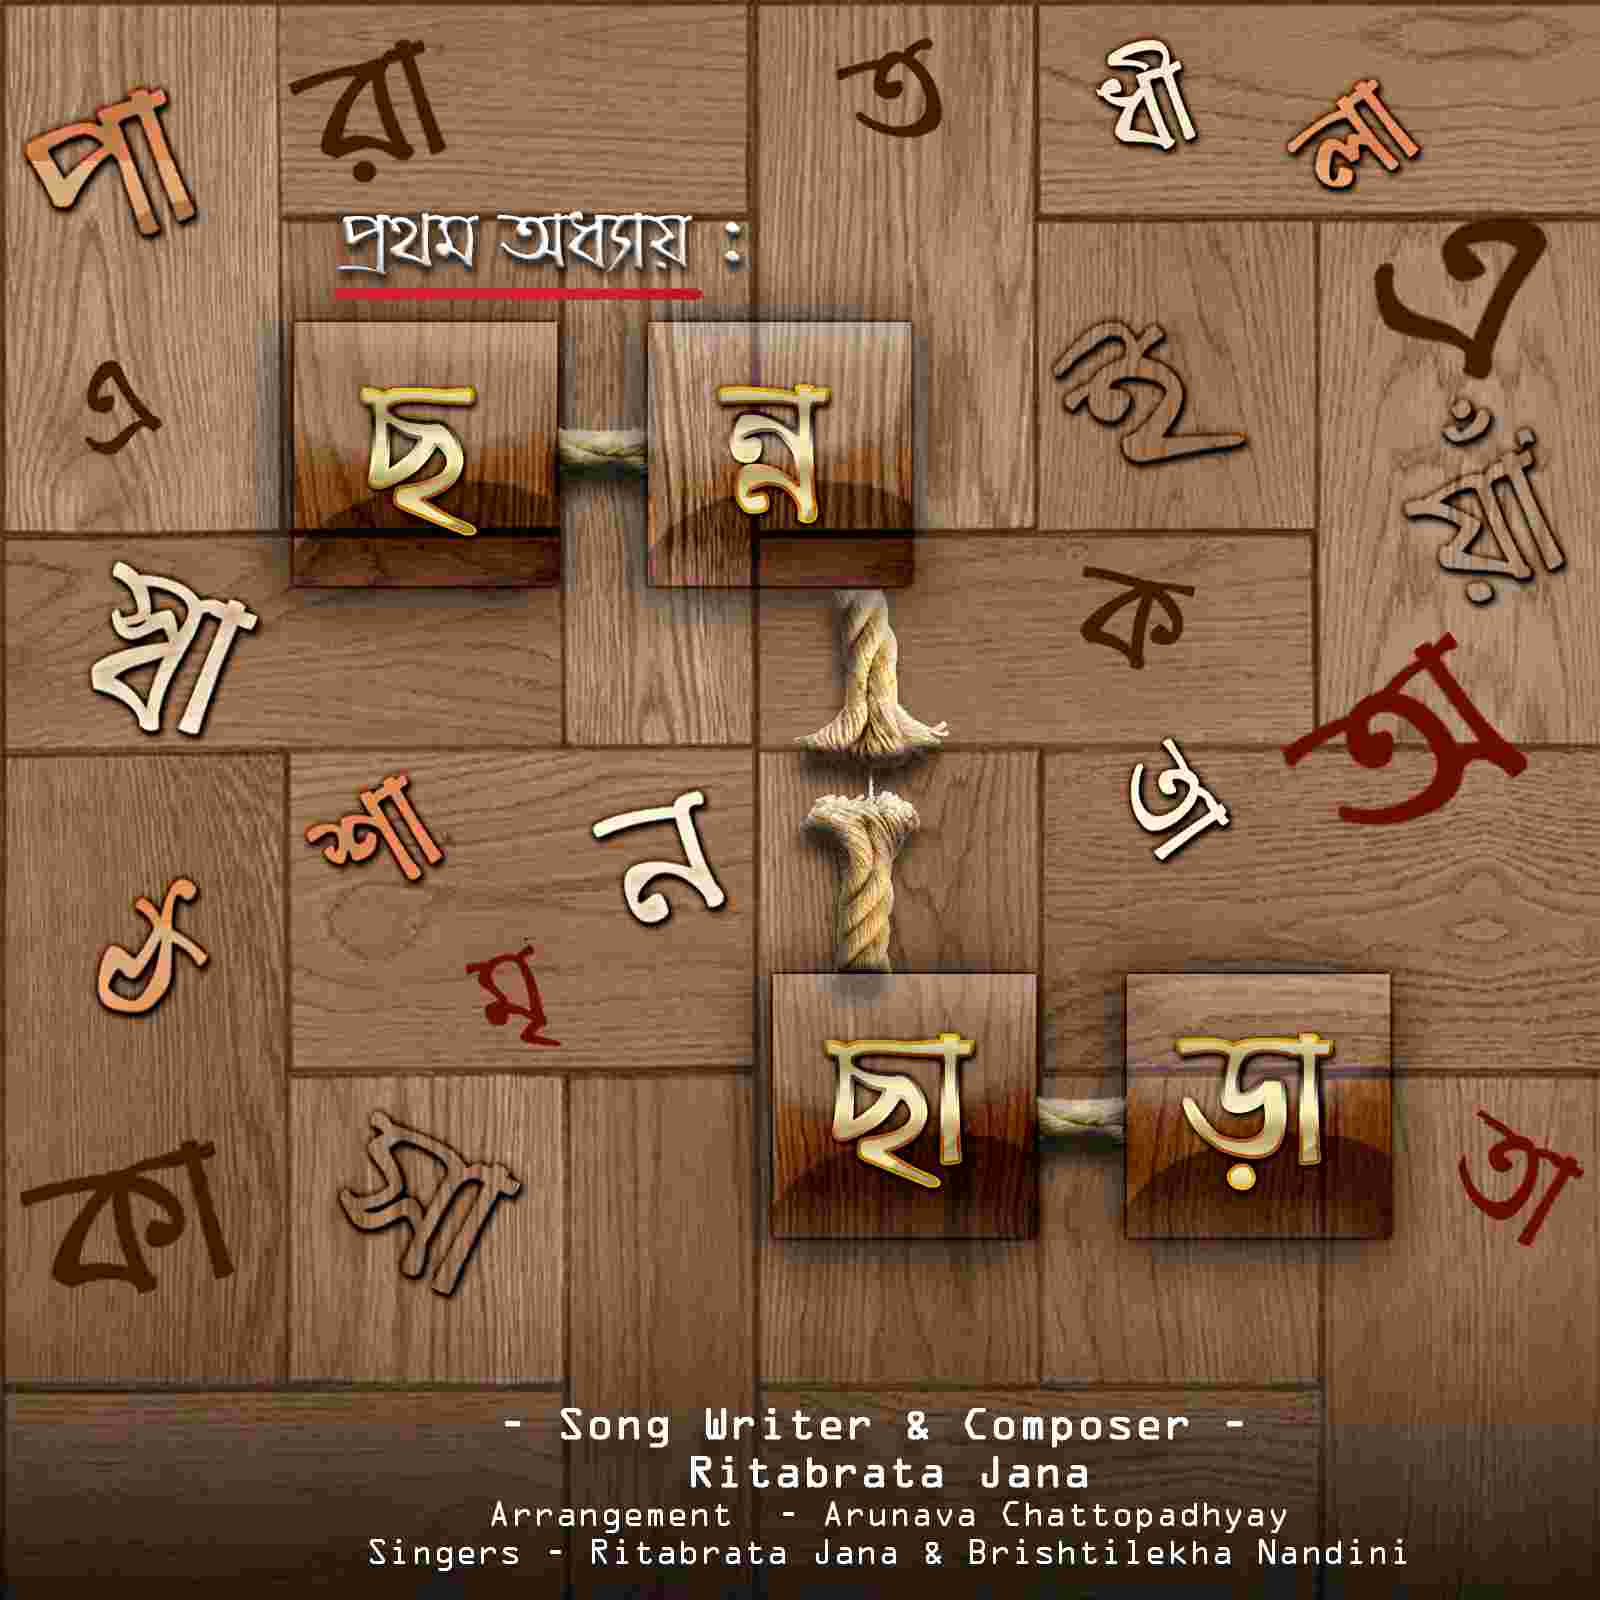 পা
রা
ত
ধী
লা
প্রথম অধ্যায় :
এ
এ
ছ ন্ন
য়াঁ
স্বা
ক
অ
শা
ন
তা
মৃ
ছা ড়া
কা
তা
- Song Writer & Composer -
Ritabrata Jana
Arrangement - Arunava Chattopadhyay
Singers - Ritabrata Jana & Brishtilekha Nandini